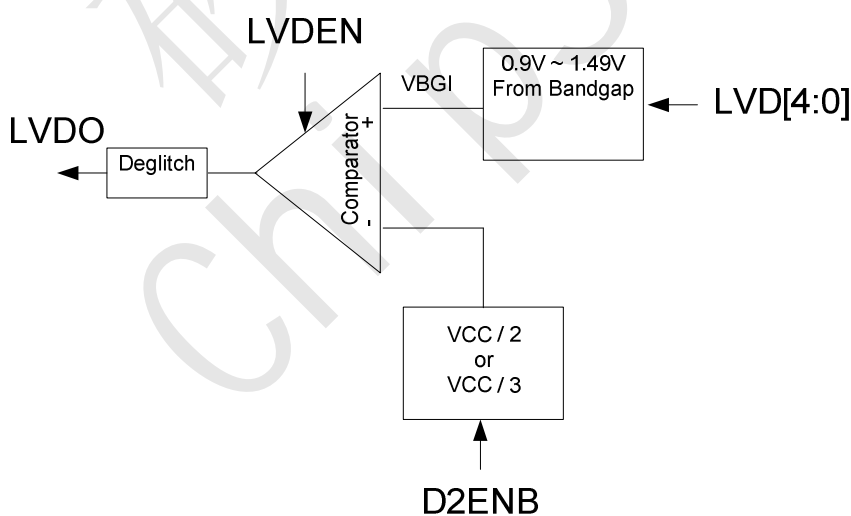 LVDEN
0.9V ~ 1.49V
From Bandgap
VBGI
LVD[4:0]
LVDO
Deglitch
Comparator
+
-
VCC / 2
or
VCC / 3
D2ENB